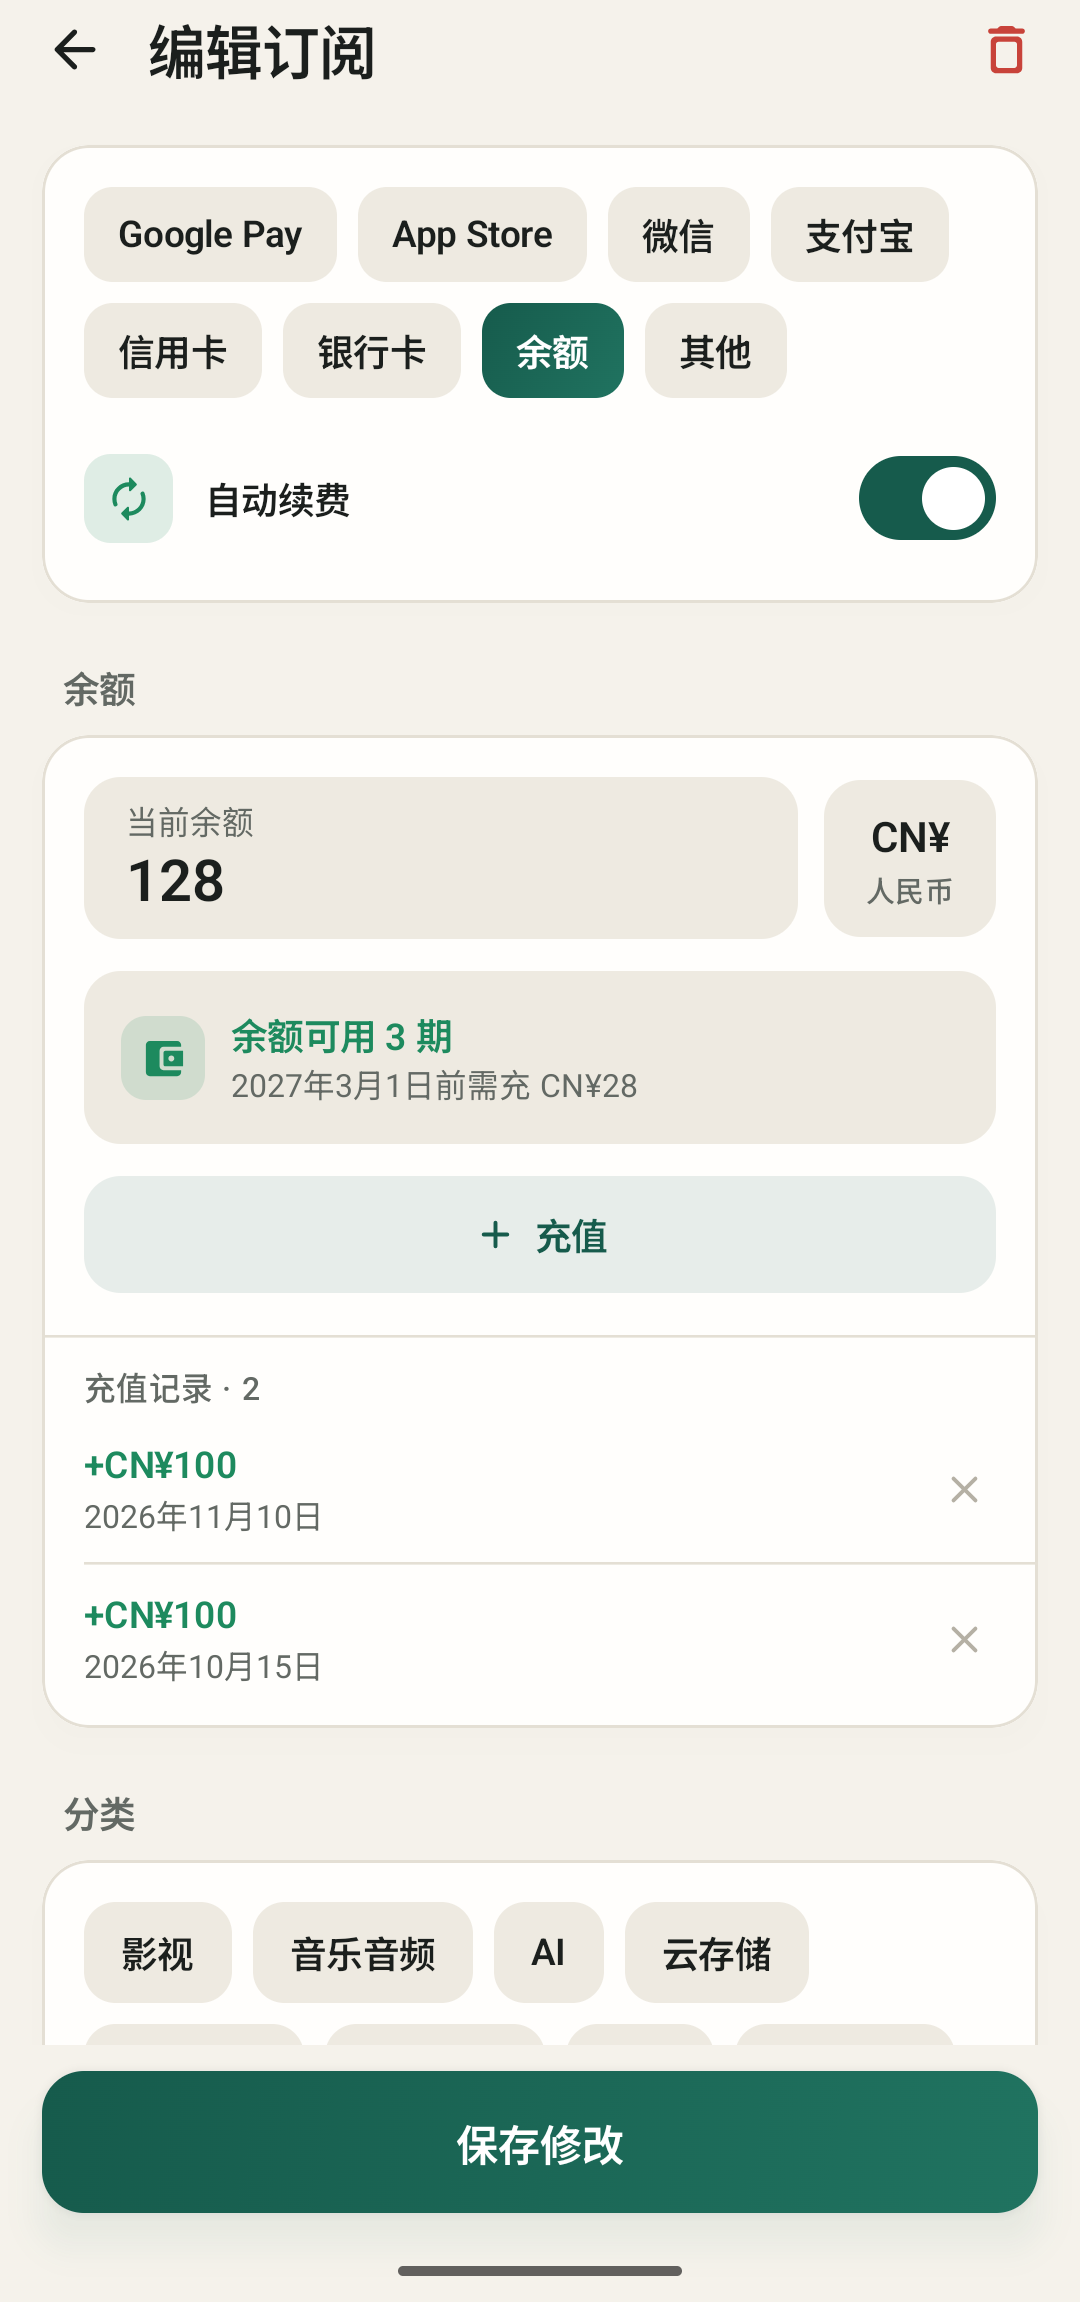 编辑订阅
Google Pay
App Store
微信
支付宝
信用卡
银行卡
余额
其他
自动续费
余额
当前余额
128
CN¥
人民币
余额可用 3 期
2027年3月1日前需充 CN¥28
+ 充值
充值记录 · 2
+CN¥100
2026年11月10日
+CN¥100
2026年10月15日
分类
影视
音乐音频
AI
云存储
保存修改